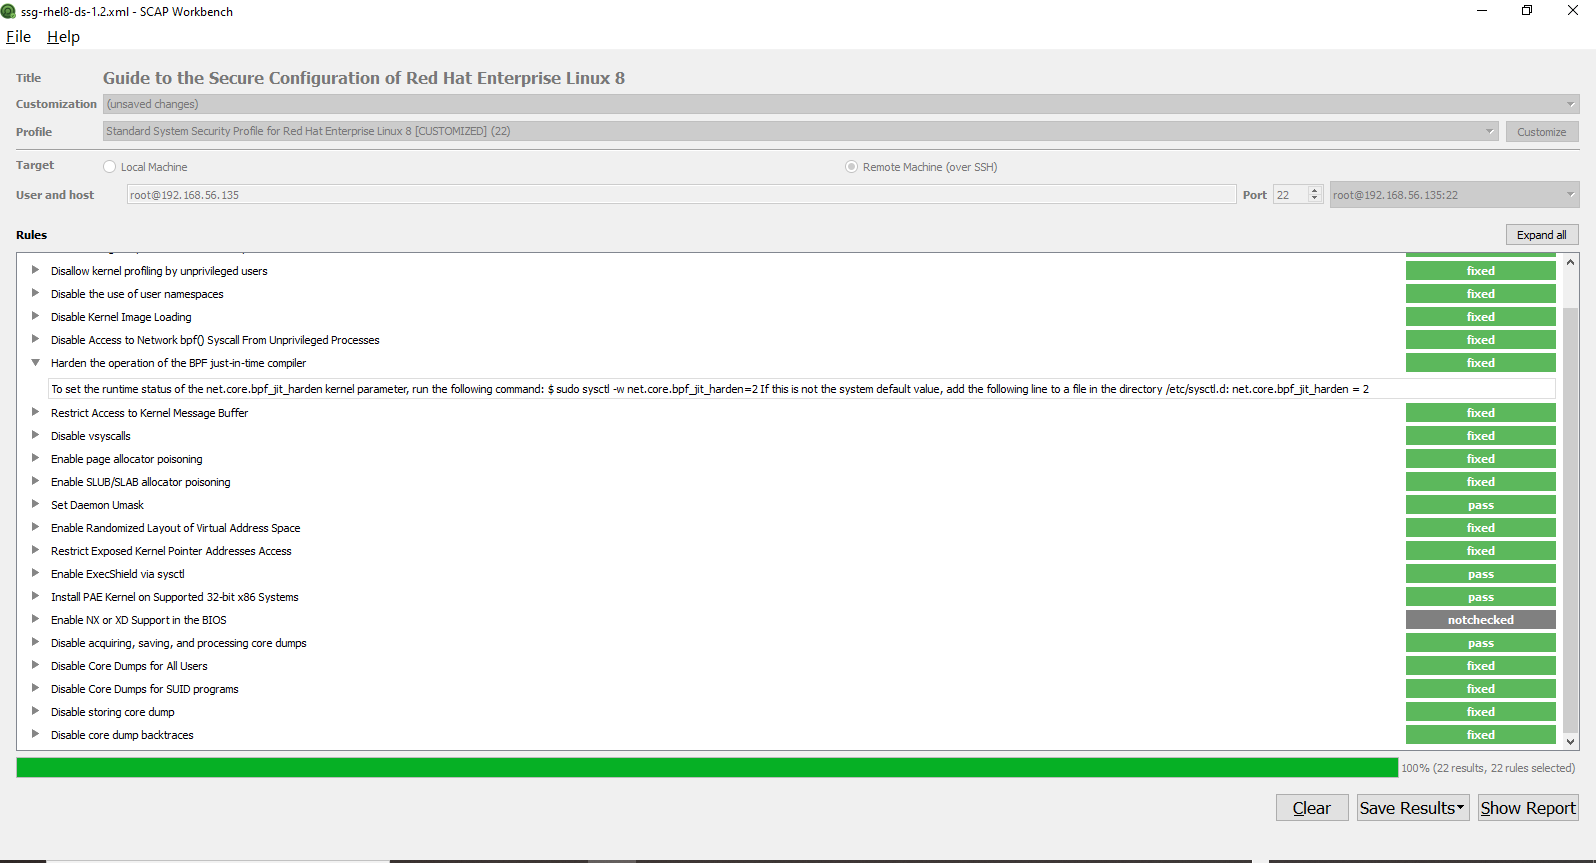 ssg-rhel8-ds-1.2.xml - SCAP Workbench
File Help
Title Guide to the Secure Configuration of Red Hat Enterprise Linux 8
Customization (unsaved changes)
Profile Standard System Security Profile for Red Hat Enterprise Linux 8 [CUSTOMIZED] (22) Customize
Target Local Machine Remote Machine (over SSH)
User and host root@192.168.56.135 Port 22 root@192.168.56.135:22
Rules Expand all
Disallow kernel profiling by unprivileged users fixed
Disable the use of user namespaces fixed
Disable Kernel Image Loading fixed
Disable Access to Network bpf() Syscall From Unprivileged Processes fixed
Harden the operation of the BPF just-in-time compiler fixed
To set the runtime status of the net.core.bpf_jit_harden kernel parameter, run the following command: $ sudo sysctl -w net.core.bpf_jit_harden=2 If this is not the system default value, add the following line to a file in the directory /etc/sysctl.d: net.core.bpf_jit_harden = 2
Restrict Access to Kernel Message Buffer fixed
Disable vsyscalls fixed
Enable page allocator poisoning fixed
Enable SLUB/SLAB allocator poisoning fixed
Set Daemon Umask pass
Enable Randomized Layout of Virtual Address Space fixed
Restrict Exposed Kernel Pointer Addresses Access fixed
Enable ExecShield via sysctl pass
Install PAE Kernel on Supported 32-bit x86 Systems pass
Enable NX or XD Support in the BIOS notchecked
Disable acquiring, saving, and processing core dumps pass
Disable Core Dumps for All Users fixed
Disable Core Dumps for SUID programs fixed
Disable storing core dump fixed
Disable core dump backtraces fixed
100% (22 results, 22 rules selected)
Clear Save Results Show Report